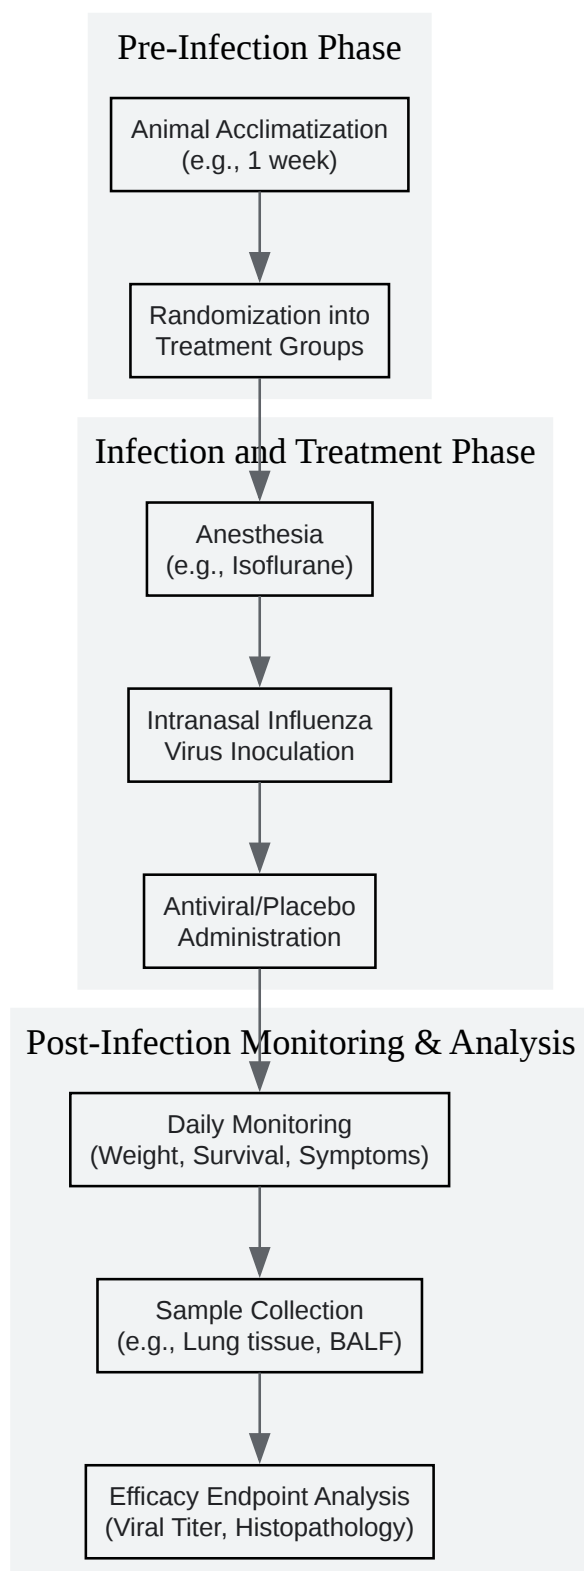 Pre-Infection Phase
Animal Acclimatization
(e.g., 1 week)
Randomization into
Treatment Groups
Infection and Treatment Phase
Anesthesia
(e.g., Isoflurane)
Intranasal Influenza
Virus Inoculation
Antiviral/Placebo
Administration
Post-Infection Monitoring & Analysis
Daily Monitoring
(Weight, Survival, Symptoms)
Sample Collection
(e.g., Lung tissue, BALF)
Efficacy Endpoint Analysis
(Viral Titer, Histopathology)